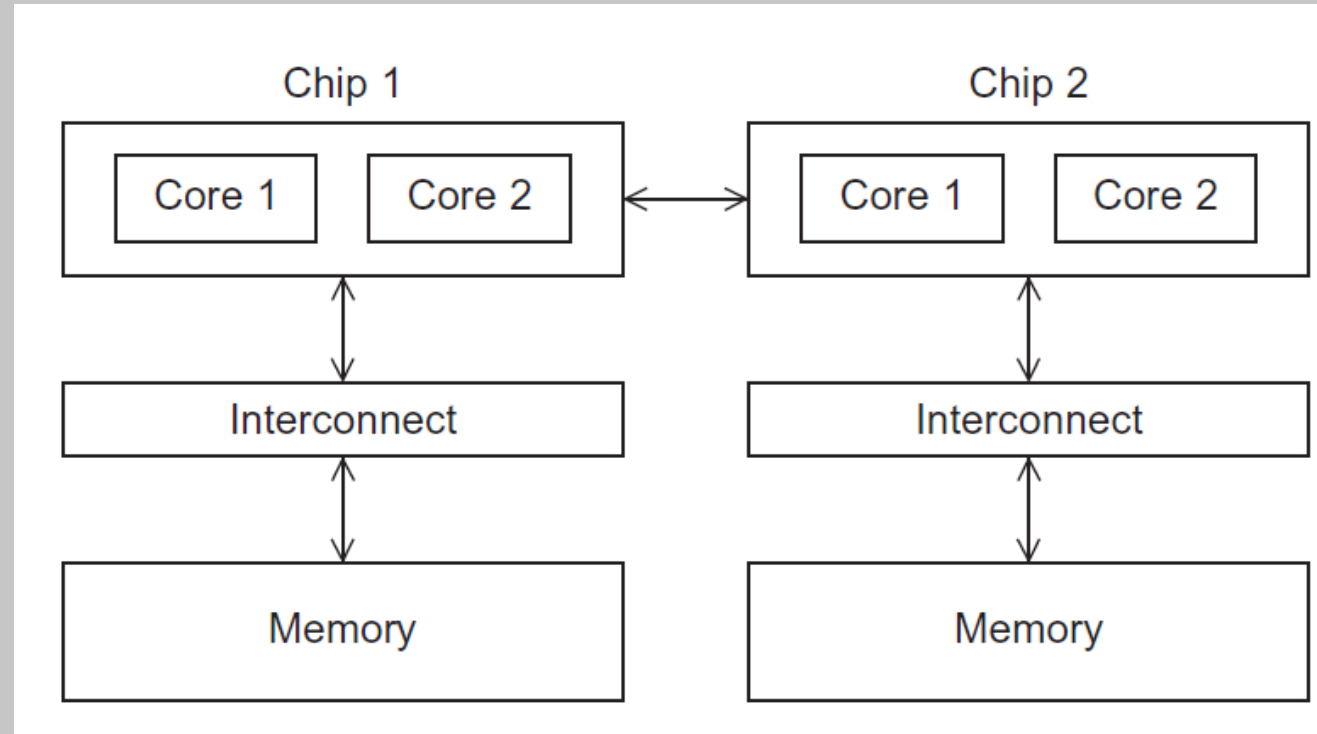 Chip 1
Chip 2
Core 1
Core 2
Core 1
Core 2
Interconnect
Interconnect
Memory
Memory